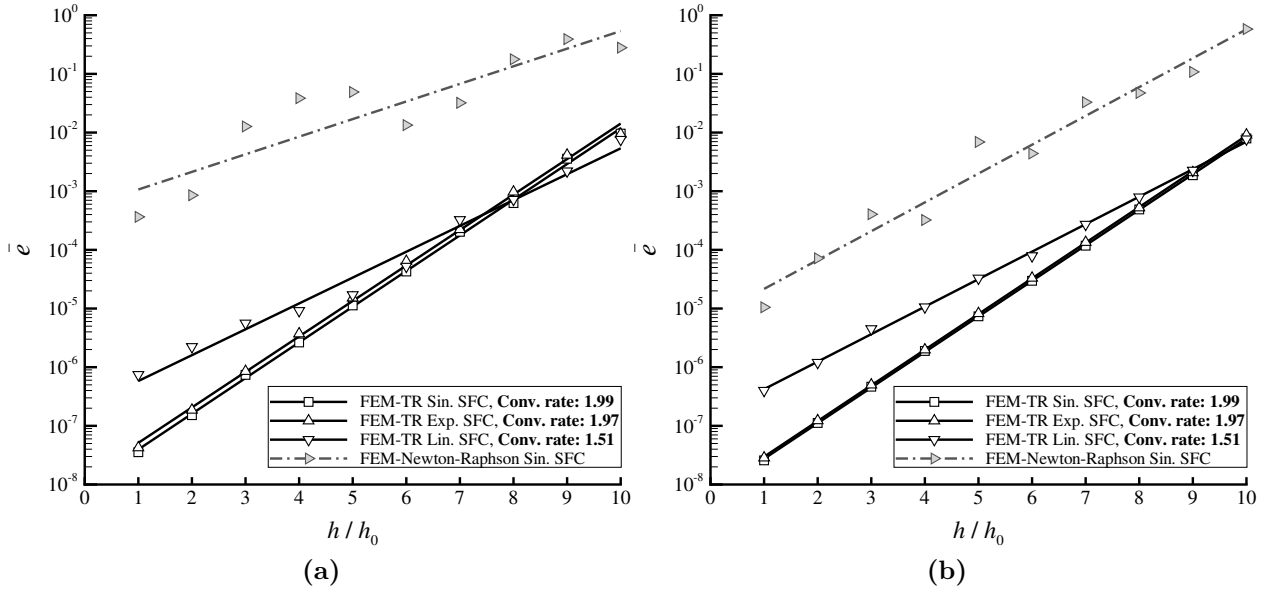 10^0
10^-1
10^-2
10^-3
10^-4
10^-5
10^-6
10^-7
10^-8
e̅
0 1 2 3 4 5 6 7 8 9 10
h / h_0
FEM-TR Sin. SFC, Conv. rate: 1.99
FEM-TR Exp. SFC, Conv. rate: 1.97
FEM-TR Lin. SFC, Conv. rate: 1.51
FEM-Newton-Raphson Sin. SFC
(a)
10^0
10^-1
10^-2
10^-3
10^-4
10^-5
10^-6
10^-7
10^-8
e̅
0 1 2 3 4 5 6 7 8 9 10
h / h_0
FEM-TR Sin. SFC, Conv. rate: 1.99
FEM-TR Exp. SFC, Conv. rate: 1.97
FEM-TR Lin. SFC, Conv. rate: 1.51
FEM-Newton-Raphson Sin. SFC
(b)